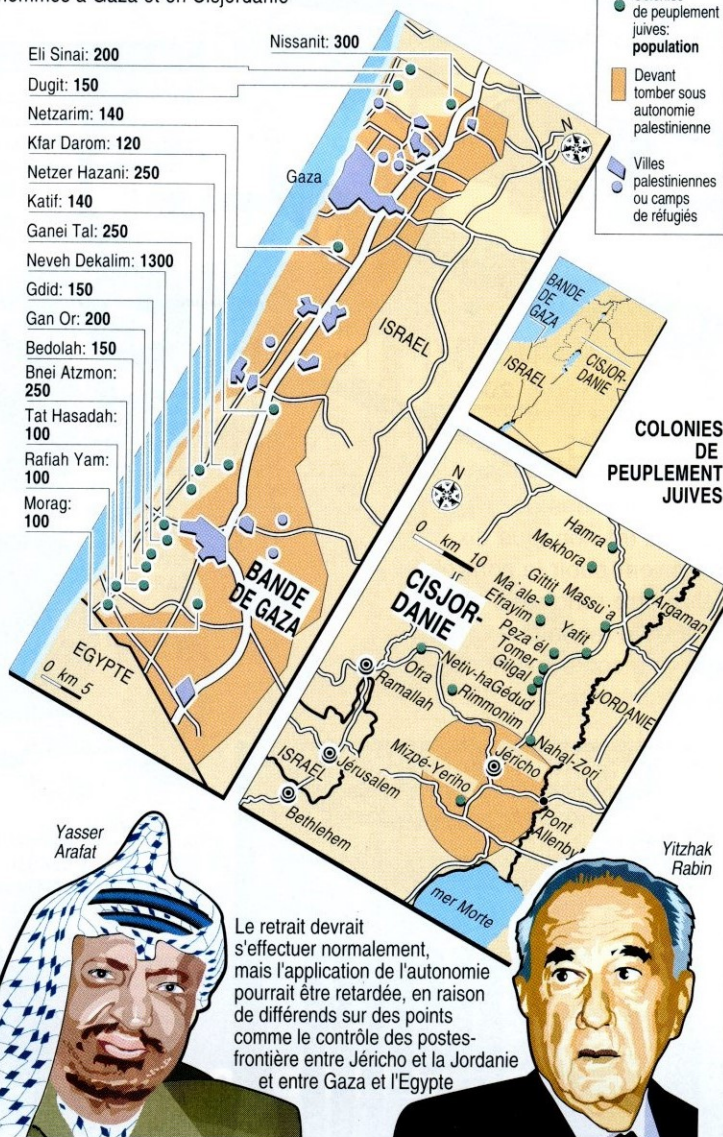 Eli Sinai: 200
Dugit: 150
Netzarim: 140
Kfar Darom: 120
Netzer Hazani: 250
Katif: 140
Ganei Tal: 250
Neveh Dekalim: 1300
Gdid: 150
Gan Or: 200
Bedolah: 150
Bnei Atzmon:
250
Tat Hasadah:
100
Rafiah Yam:
100
Morag:
100
Nissanit: 300
Gaza
ISRAEL
BANDE
DE GAZA
EGYPTE
0 km 5
de peuplement
juives:
population
Devant
tomber sous
autonomie
palestinienne
Villes
palestiniennes
ou camps
de réfugiés
N
BANDE
DE
GAZA
ISRAEL
CISJOR-
DANIE
COLONIES
DE
PEUPLEMENT
JUIVES
N
0 km 10
CISJOR-
DANIE
Hamra
Mekhora
Gittit
Massu'a
Argaman
Ma'ale-
Efrayim
Yafit
Peza'él
Tomer
Gilgal
Netiv-haGédud
Ofra
Rimmonim
Ramallah
JORDANIE
Nahal-Zori
Jéricho
Mizpé-Yeriho
ISRAEL
Jérusalem
Bethlehem
Pont
Allenby
mer Morte
Yasser
Arafat
Yitzhak
Rabin
Le retrait devrait
s'effectuer normalement,
mais l'application de l'autonomie
pourrait être retardée, en raison
de différends sur des points
comme le contrôle des postes-
frontière entre Jéricho et la Jordanie
et entre Gaza et l'Egypte